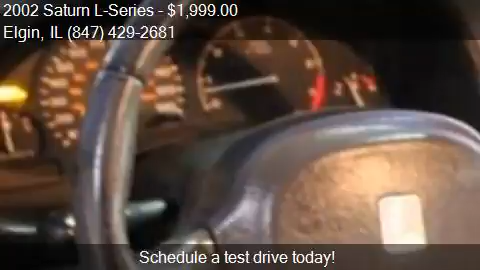 2002 Saturn L-Series - $1,999.00
Elgin, IL (847) 429-2681
Schedule a test drive today!